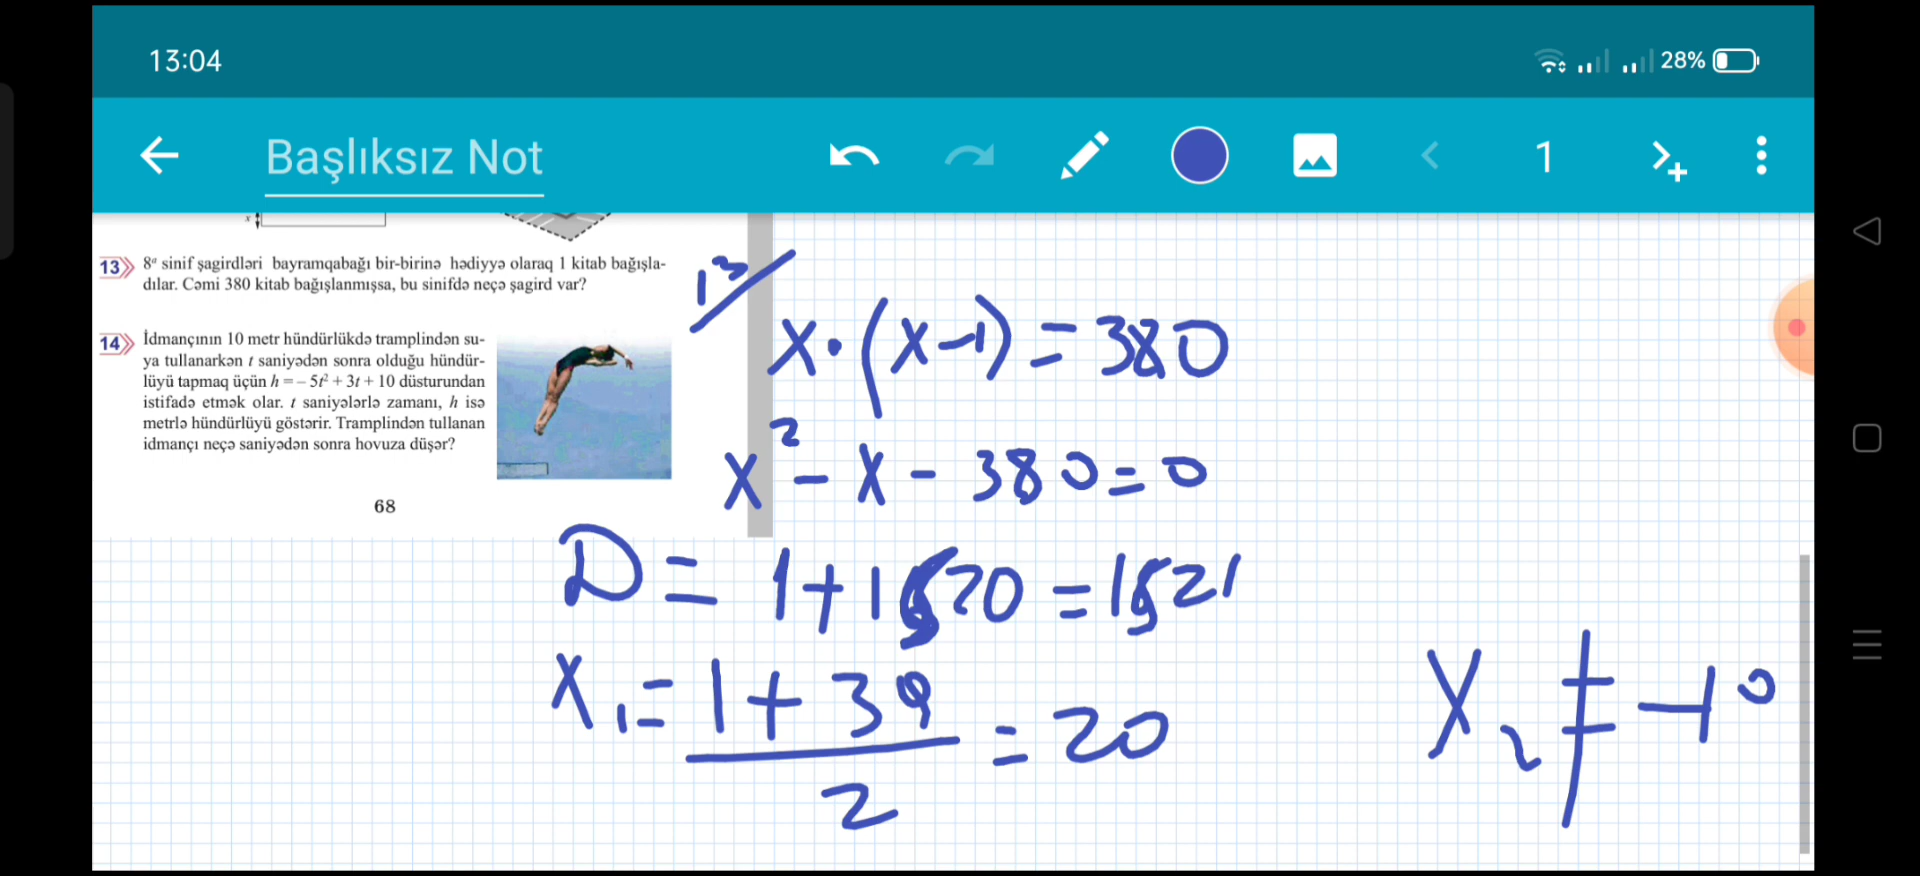 13:04
28%
Başlıksız Not
1
x
13 8ᵃ sinif şagirdləri bayramqabağı bir-birinə hədiyyə olaraq 1 kitab bağışla-
dılar. Cəmi 380 kitab bağışlanmışsa, bu sinifdə neçə şagird var?
14 İdmançının 10 metr hündürlükdə tramplindən su-
ya tullanarkən t saniyədən sonra olduğu hündür-
lüyü tapmaq üçün h = – 5t² + 3t + 10 düsturundan
istifadə etmək olar. t saniyələrlə zamanı, h isə
metrlə hündürlüyü göstərir. Tramplindən tullanan
idmançı neçə saniyədən sonra hovuza düşər?
68
13
x·(x-1)=380
x²-x-380=0
D=1+1520=1521
x₁=(1+39)/2=20
x₂≠-10